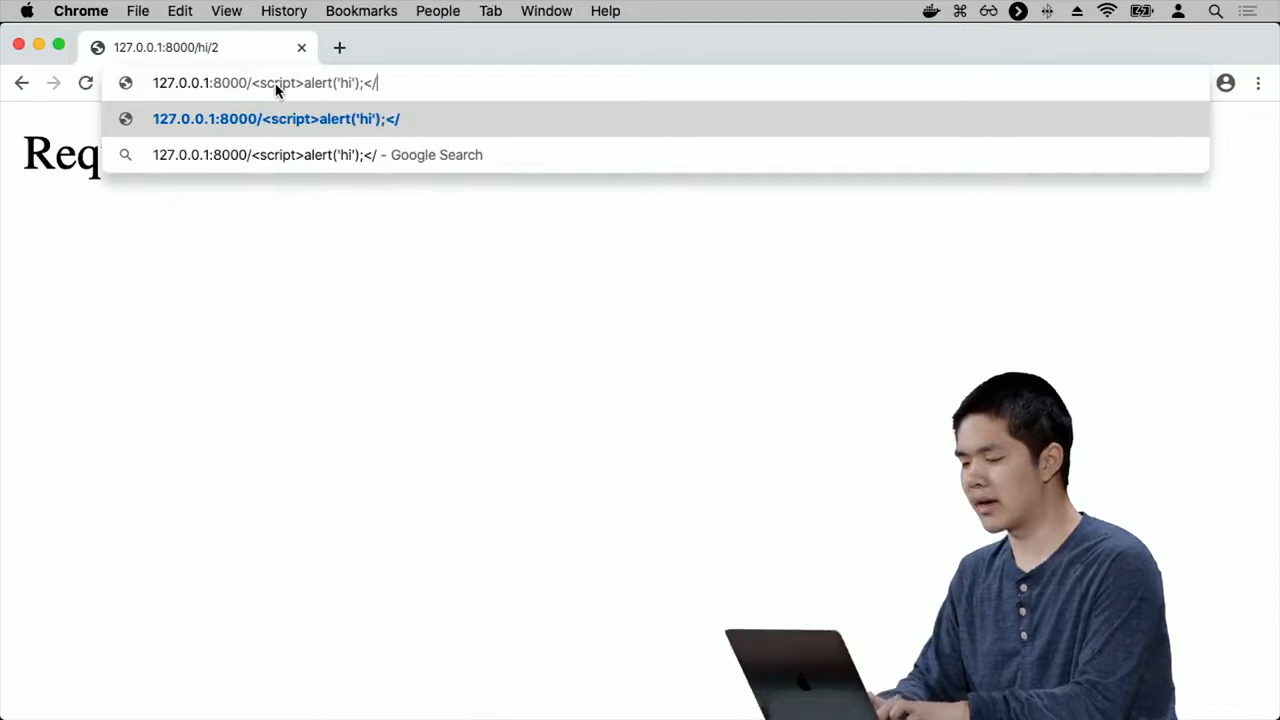 Chrome File Edit View History Bookmarks People Tab Window Help
127.0.0.1:8000/hi/2
127.0.0.1:8000/<script>alert('hi');</
127.0.0.1:8000/<script>alert('hi');</
127.0.0.1:8000/<script>alert('hi');</ - Google Search
Req